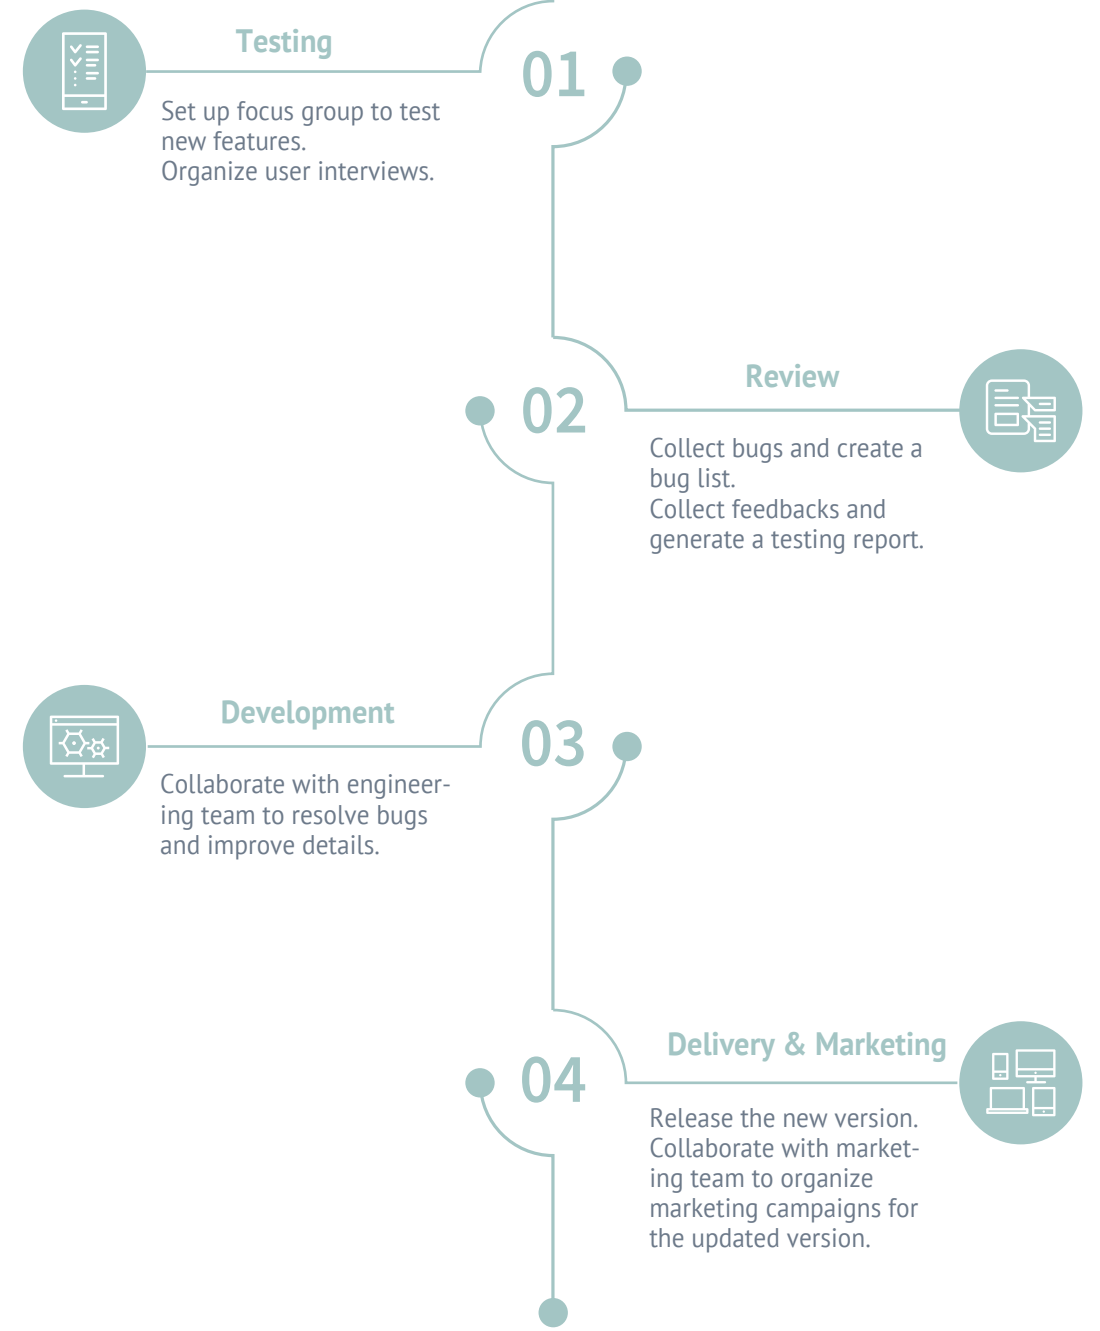 Testing
01
Set up focus group to test
new features.
Organize user interviews.
Review
02
Collect bugs and create a
bug list.
Collect feedbacks and
generate a testing report.
Development
03
Collaborate with engineer-
ing team to resolve bugs
and improve details.
Delivery & Marketing
04
Release the new version.
Collaborate with market-
ing team to organize
marketing campaigns for
the updated version.